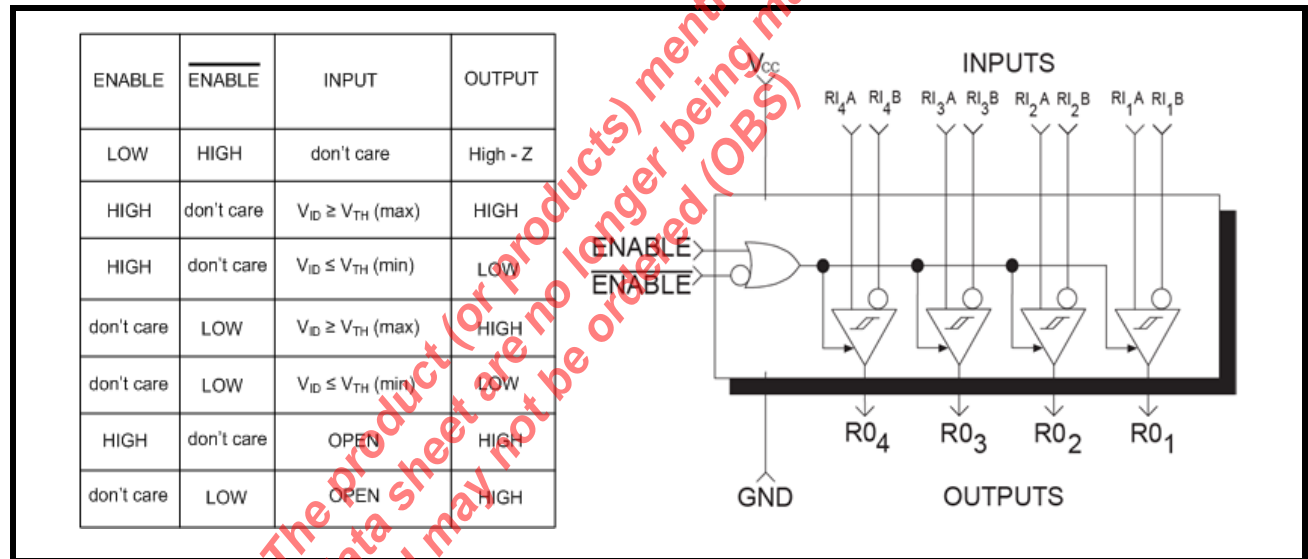 ENABLE ENABLE INPUT OUTPUT
LOW HIGH don't care High - Z
HIGH don't care V_ID ≥ V_TH (max) HIGH
HIGH don't care V_ID ≤ V_TH (min) LOW
don't care LOW V_ID ≥ V_TH (max) HIGH
don't care LOW V_ID ≤ V_TH (min) LOW
HIGH don't care OPEN HIGH
don't care LOW OPEN HIGH
V_CC
INPUTS
RI_4A RI_4B RI_3A RI_3B RI_2A RI_2B RI_1A RI_1B
ENABLE
ENABLE
R0_4 R0_3 R0_2 R0_1
GND
OUTPUTS
The product (or products)
data sheet are no longer being
may not be ordered (OBS)